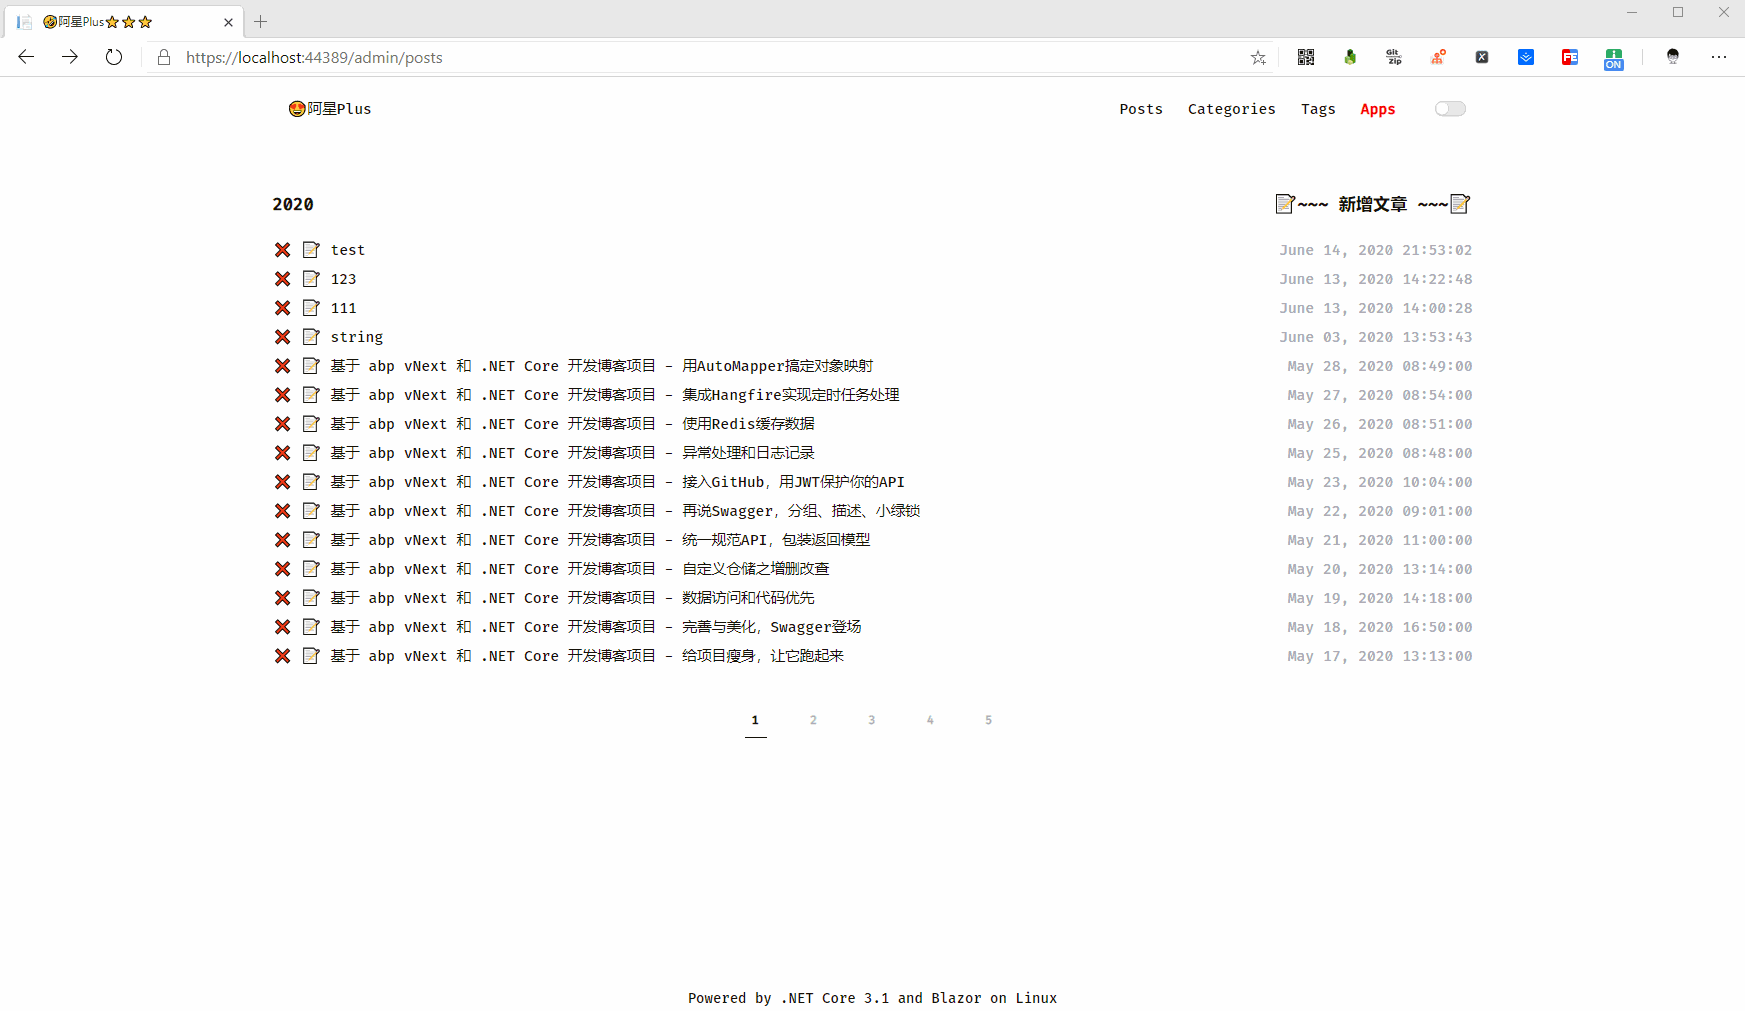 🤣阿星Plus⭐⭐⭐
https://localhost:44389/admin/posts
Git Zip
X
FE
ON
😍阿星Plus Posts Categories Tags Apps
2020 📝~~~ 新增文章 ~~~📝
❌ 📝 test June 14, 2020 21:53:02
❌ 📝 123 June 13, 2020 14:22:48
❌ 📝 111 June 13, 2020 14:00:28
❌ 📝 string June 03, 2020 13:53:43
❌ 📝 基于 abp vNext 和 .NET Core 开发博客项目 - 用AutoMapper搞定对象映射 May 28, 2020 08:49:00
❌ 📝 基于 abp vNext 和 .NET Core 开发博客项目 - 集成Hangfire实现定时任务处理 May 27, 2020 08:54:00
❌ 📝 基于 abp vNext 和 .NET Core 开发博客项目 - 使用Redis缓存数据 May 26, 2020 08:51:00
❌ 📝 基于 abp vNext 和 .NET Core 开发博客项目 - 异常处理和日志记录 May 25, 2020 08:48:00
❌ 📝 基于 abp vNext 和 .NET Core 开发博客项目 - 接入GitHub，用JWT保护你的API May 23, 2020 10:04:00
❌ 📝 基于 abp vNext 和 .NET Core 开发博客项目 - 再说Swagger，分组、描述、小绿锁 May 22, 2020 09:01:00
❌ 📝 基于 abp vNext 和 .NET Core 开发博客项目 - 统一规范API，包装返回模型 May 21, 2020 11:00:00
❌ 📝 基于 abp vNext 和 .NET Core 开发博客项目 - 自定义仓储之增删改查 May 20, 2020 13:14:00
❌ 📝 基于 abp vNext 和 .NET Core 开发博客项目 - 数据访问和代码优先 May 19, 2020 14:18:00
❌ 📝 基于 abp vNext 和 .NET Core 开发博客项目 - 完善与美化，Swagger登场 May 18, 2020 16:50:00
❌ 📝 基于 abp vNext 和 .NET Core 开发博客项目 - 给项目瘦身，让它跑起来 May 17, 2020 13:13:00
1 2 3 4 5
Powered by .NET Core 3.1 and Blazor on Linux